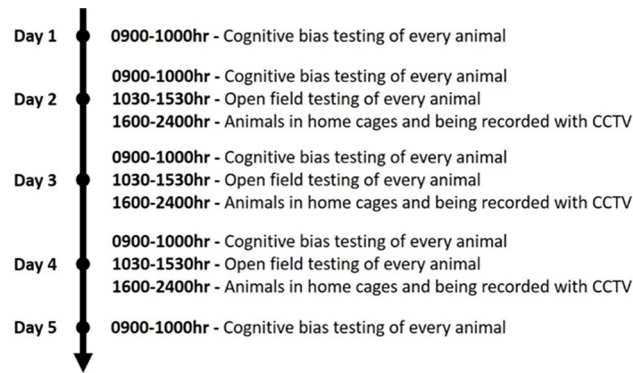 Day 1 0900-1000hr - Cognitive bias testing of every animal
0900-1000hr - Cognitive bias testing of every animal
Day 2 1030-1530hr - Open field testing of every animal
1600-2400hr - Animals in home cages and being recorded with CCTV
0900-1000hr - Cognitive bias testing of every animal
Day 3 1030-1530hr - Open field testing of every animal
1600-2400hr - Animals in home cages and being recorded with CCTV
0900-1000hr - Cognitive bias testing of every animal
Day 4 1030-1530hr - Open field testing of every animal
1600-2400hr - Animals in home cages and being recorded with CCTV
Day 5 0900-1000hr - Cognitive bias testing of every animal